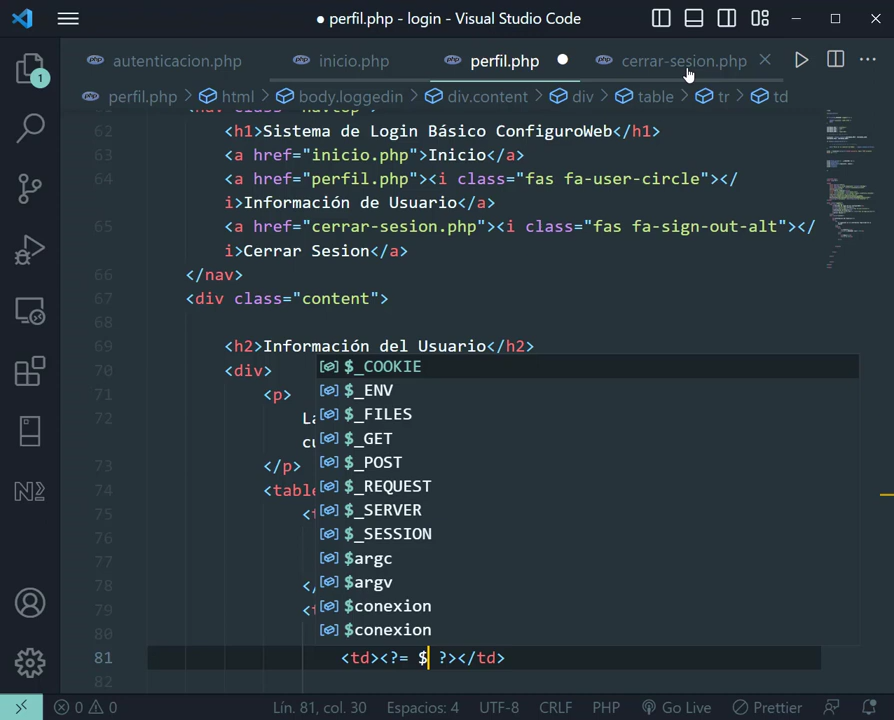 ● perfil.php - login - Visual Studio Code
1
autenticacion.php
inicio.php
perfil.php ●
cerrar-sesion.php
perfil.php > html > body.loggedin > div.content > div > table > tr > td
62 <h1>Sistema de Login Básico ConfiguroWeb</h1>
63 <a href="inicio.php">Inicio</a>
64 <a href="perfil.php"><i class="fas fa-user-circle"></
i>Información de Usuario</a>
65 <a href="cerrar-sesion.php"><i class="fas fa-sign-out-alt"></
i>Cerrar Sesion</a>
66 </nav>
67 <div class="content">
68
69 <h2>Información del Usuario</h2>
70 <div>
71 <p>
72 La
cu
73 </p>
74 <table
75 <t
76
77
78 </
79 <t
80
81 <td><?= $ ?></td>
82
$_COOKIE
$_ENV
$_FILES
$_GET
$_POST
$_REQUEST
$_SERVER
$_SESSION
$argc
$argv
$conexion
$conexion
0 0 Lín. 81, col. 30 Espacios: 4 UTF-8 CRLF PHP Go Live Prettier